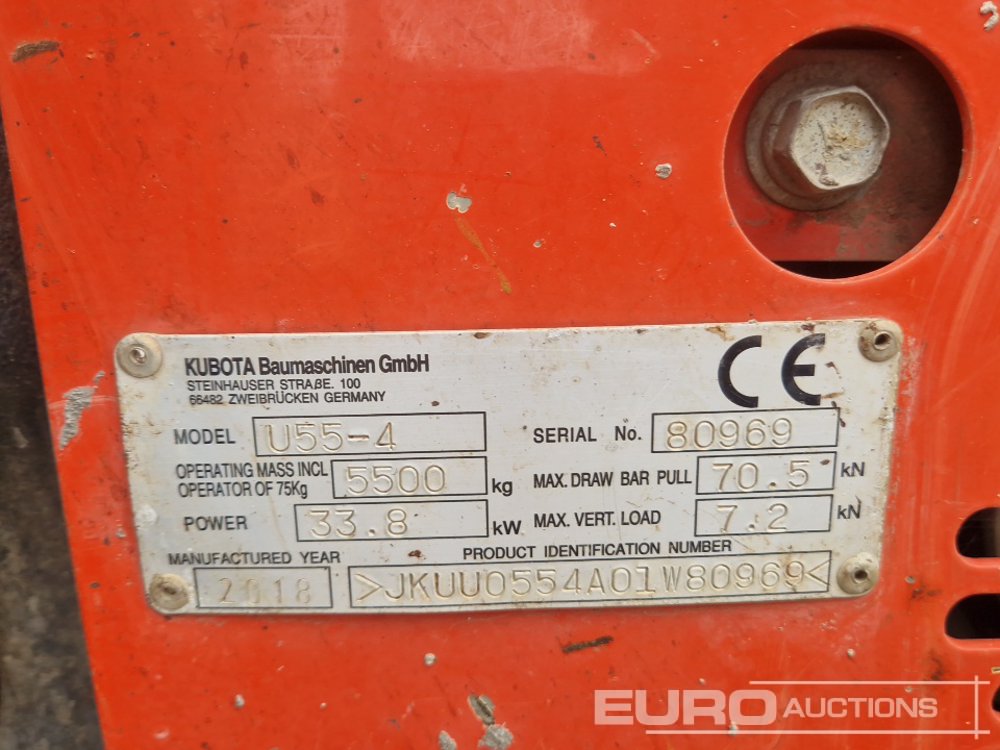 KUBOTA Baumaschinen GmbH
STEINHAUSER STRAßE. 100
66482 ZWEIBRÜCKEN GERMANY
CE
MODEL U55-4
SERIAL No. 80969
OPERATING MASS INCL
OPERATOR OF 75Kg 5500 kg
MAX. DRAW BAR PULL 70.5 kN
POWER 33.8 kW
MAX. VERT. LOAD 7.2 kN
MANUFACTURED YEAR
2018
PRODUCT IDENTIFICATION NUMBER
>JKUU0554A01W80969<
EURO AUCTIONS